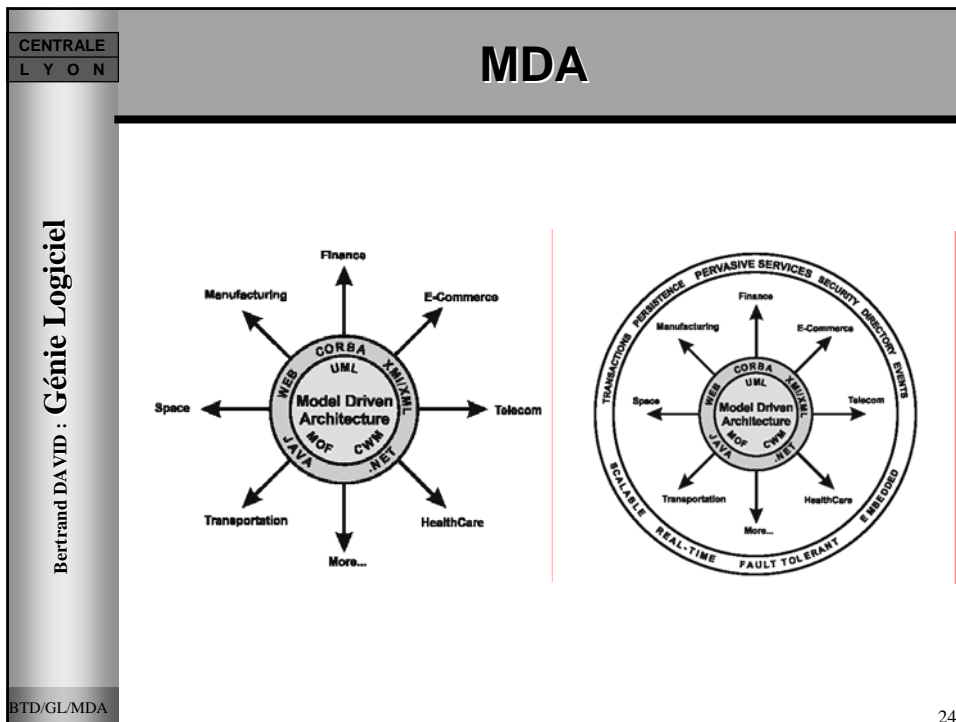 CENTRALE
L Y O N
MDA
Bertrand DAVID : Génie Logiciel
Finance
Manufacturing
E-Commerce
Space
Telecom
Transportation
HealthCare
More...
WEB
CORBA
XMI/XML
JAVA
.NET
UML
Model Driven
Architecture
MOF
CWM
TRANSACTIONS PERSISTENCE PERVASIVE SERVICES SECURITY DIRECTORY EVENTS
Finance
Manufacturing
E-Commerce
Space
Telecom
Transportation
HealthCare
More...
WEB
CORBA
XMI/XML
JAVA
.NET
UML
Model Driven
Architecture
MOF
CWM
SCALABLE REAL-TIME FAULT TOLERANT EMBEDDED
BTD/GL/MDA
24